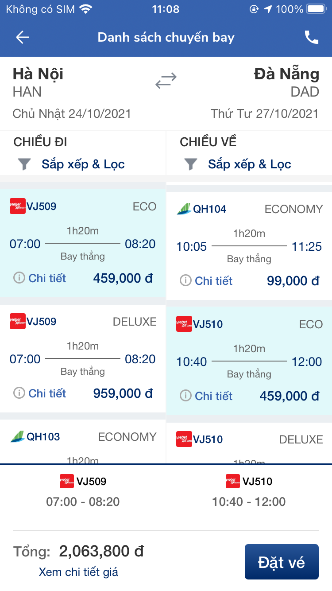 Không có SIM 11:08 100%
Danh sách chuyến bay
Hà Nội Đà Nẵng
HAN DAD
Chủ Nhật 24/10/2021 Thứ Tư 27/10/2021
CHIỀU ĐI CHIỀU VỀ
Sắp xếp & Lọc Sắp xếp & Lọc
VJ509 ECO
1h20m
07:00 08:20
Bay thẳng
Chi tiết 459,000 đ
VJ509 DELUXE
1h20m
07:00 08:20
Bay thẳng
Chi tiết 959,000 đ
QH103 ECONOMY
1h20m
QH104 ECONOMY
1h20m
10:05 11:25
Bay thẳng
Chi tiết 99,000 đ
VJ510 ECO
1h20m
10:40 12:00
Bay thẳng
Chi tiết 459,000 đ
VJ510 DELUXE
1h20m
VJ509 VJ510
07:00 - 08:20 10:40 - 12:00
Tổng: 2,063,800 đ
Xem chi tiết giá
Đặt vé